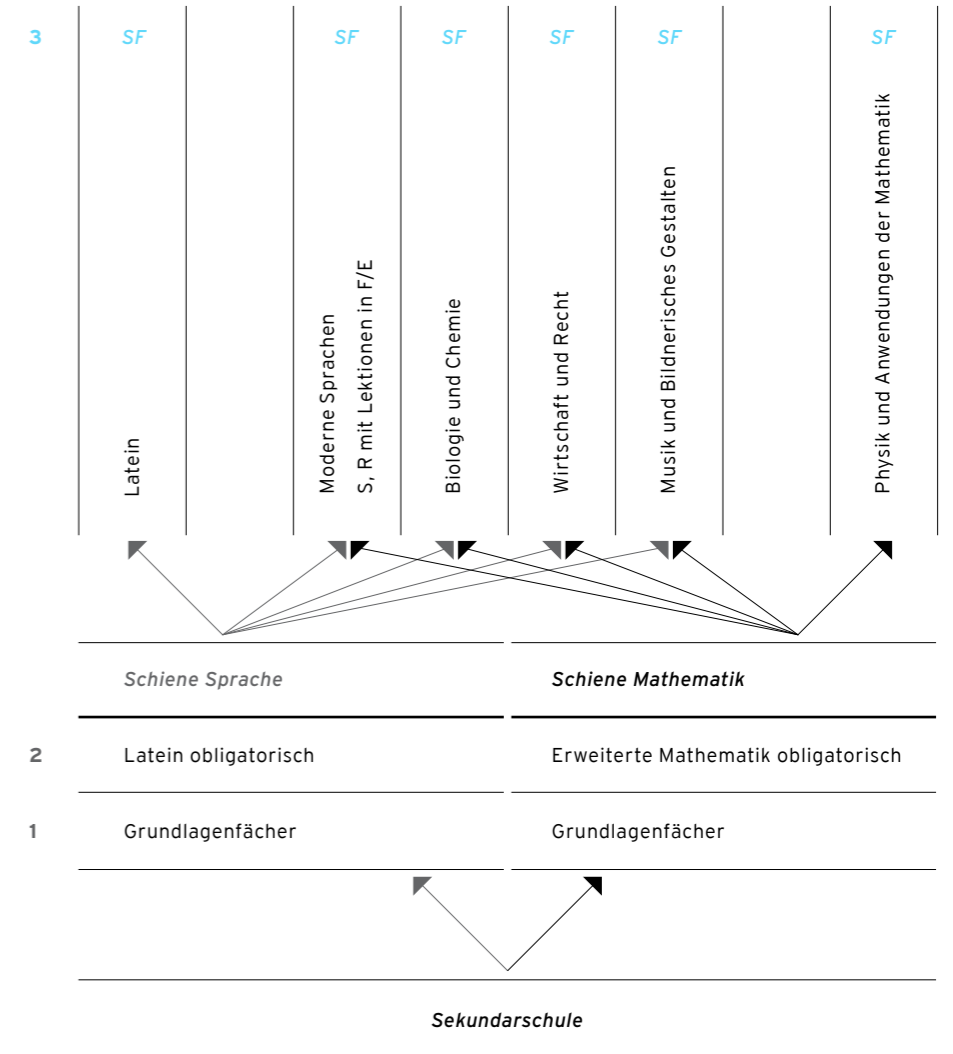 3 SF SF SF SF SF SF
Latein
Moderne Sprachen
S, R mit Lektionen in F/E
Biologie und Chemie
Wirtschaft und Recht
Musik und Bildnerisches Gestalten
Physik und Anwendungen der Mathematik
Schiene Sprache Schiene Mathematik
2 Latein obligatorisch Erweiterte Mathematik obligatorisch
1 Grundlagenfächer Grundlagenfächer
Sekundarschule